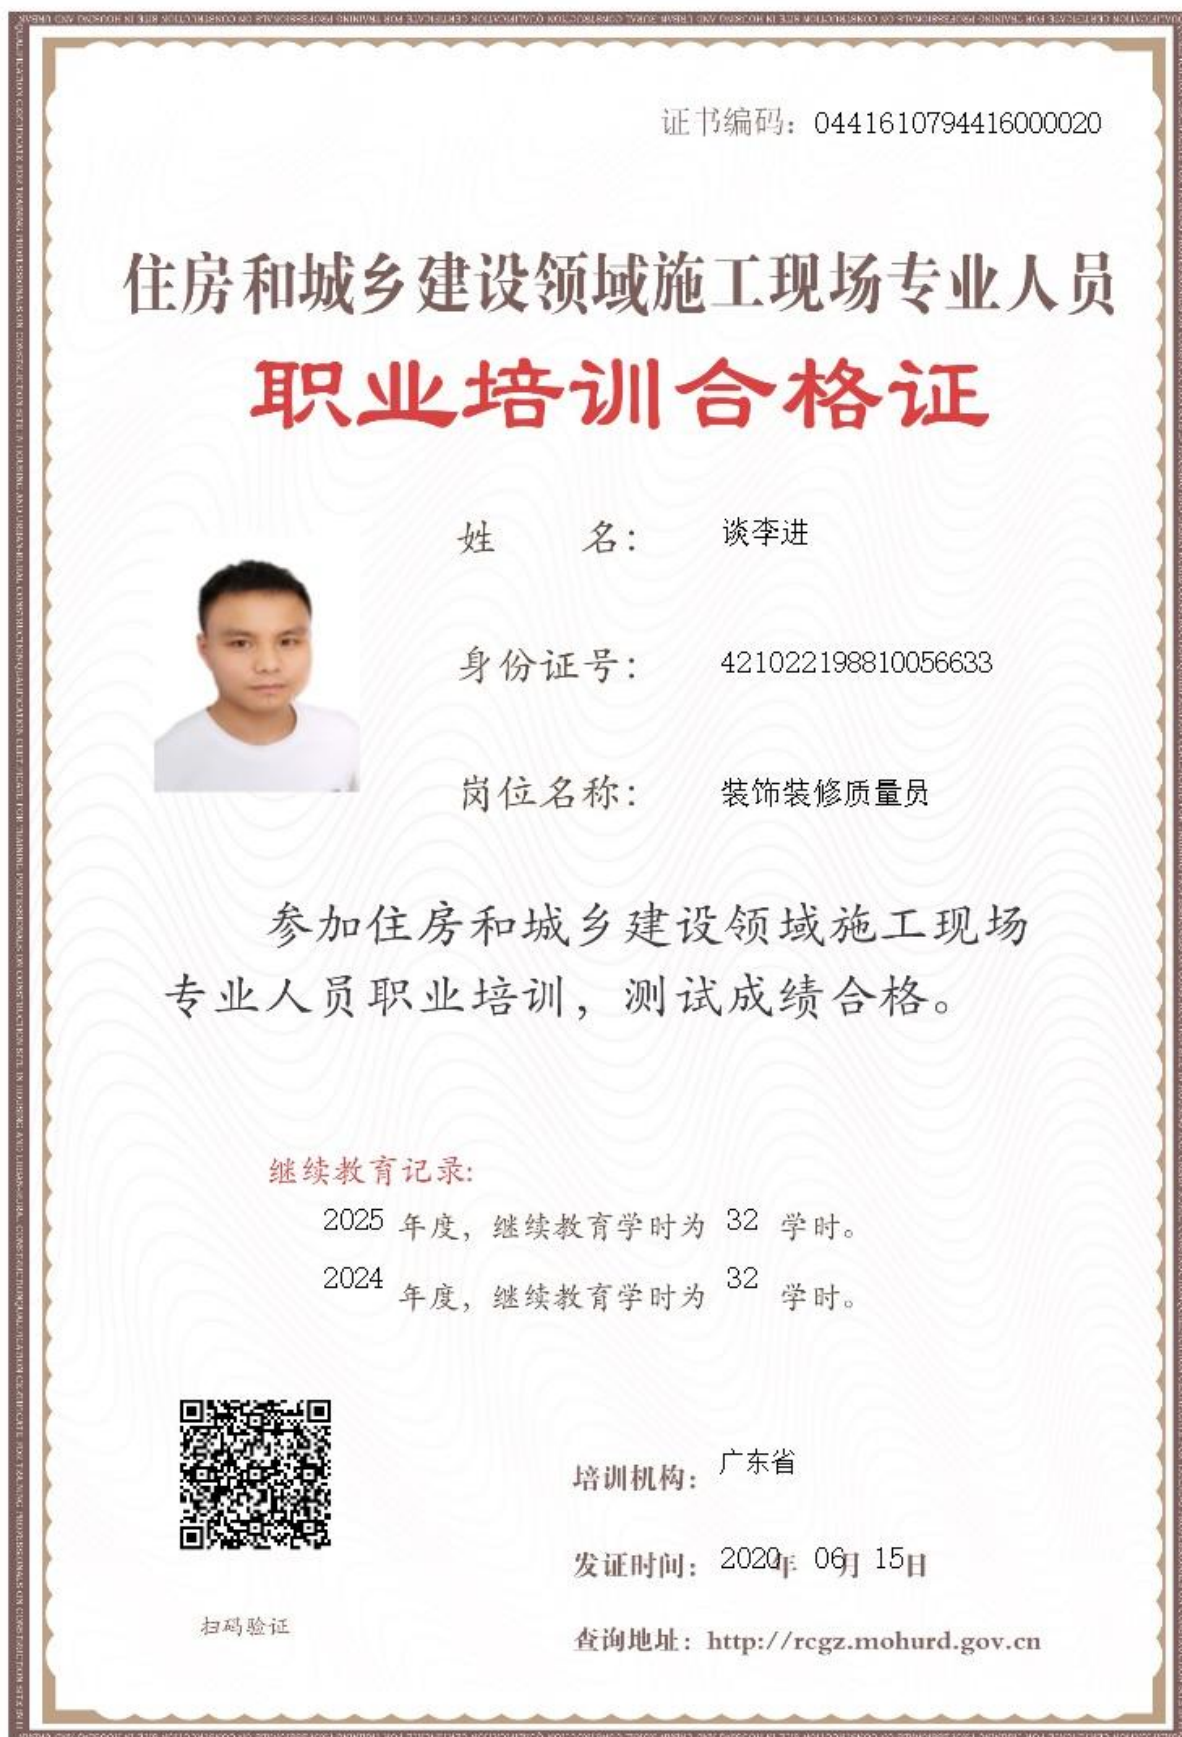 证书编码：0441610794416000020
住房和城乡建设领域施工现场专业人员
职业培训合格证
姓 名： 谈李进
身份证号： 421022198810056633
岗位名称： 装饰装修质量员
参加住房和城乡建设领域施工现场
专业人员职业培训，测试成绩合格。
继续教育记录:
2025 年度，继续教育学时为 32 学时。
2024 年度，继续教育学时为 32 学时。
培训机构： 广东省
发证时间： 2020年 06月 15日
扫码验证
查询地址：http://rcgz.mohurd.gov.cn